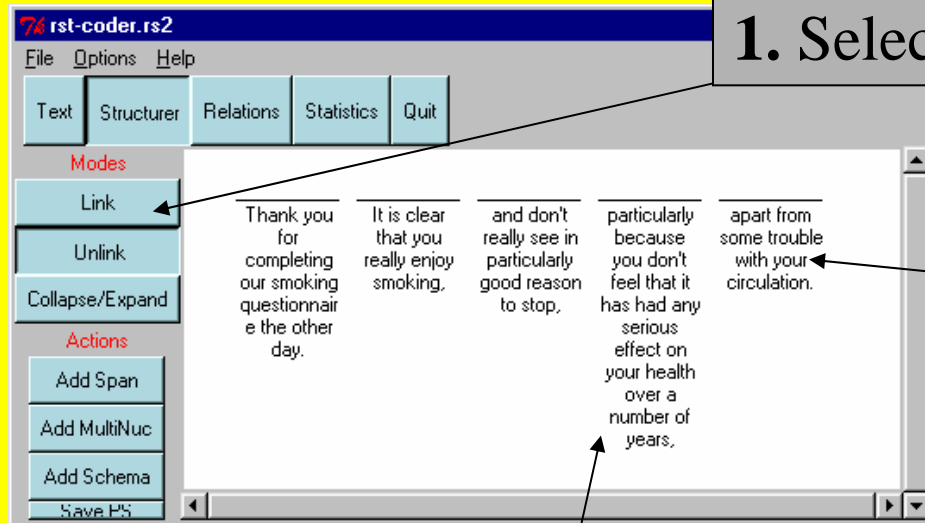 rst-coder.rs2
1. Selec
File Options Help
Text Structurer Relations Statistics Quit
Modes
Link
Unlink
Collapse/Expand
Actions
Add Span
Add MultiNuc
Add Schema
Save PS
Thank you
for
completing
our smoking
questionnair
e the other
day.
It is clear
that you
really enjoy
smoking,
and don't
really see in
particularly
good reason
to stop,
particularly
because
you don't
feel that it
has had any
serious
effect on
your health
over a
number of
years,
apart from
some trouble
with your
circulation.